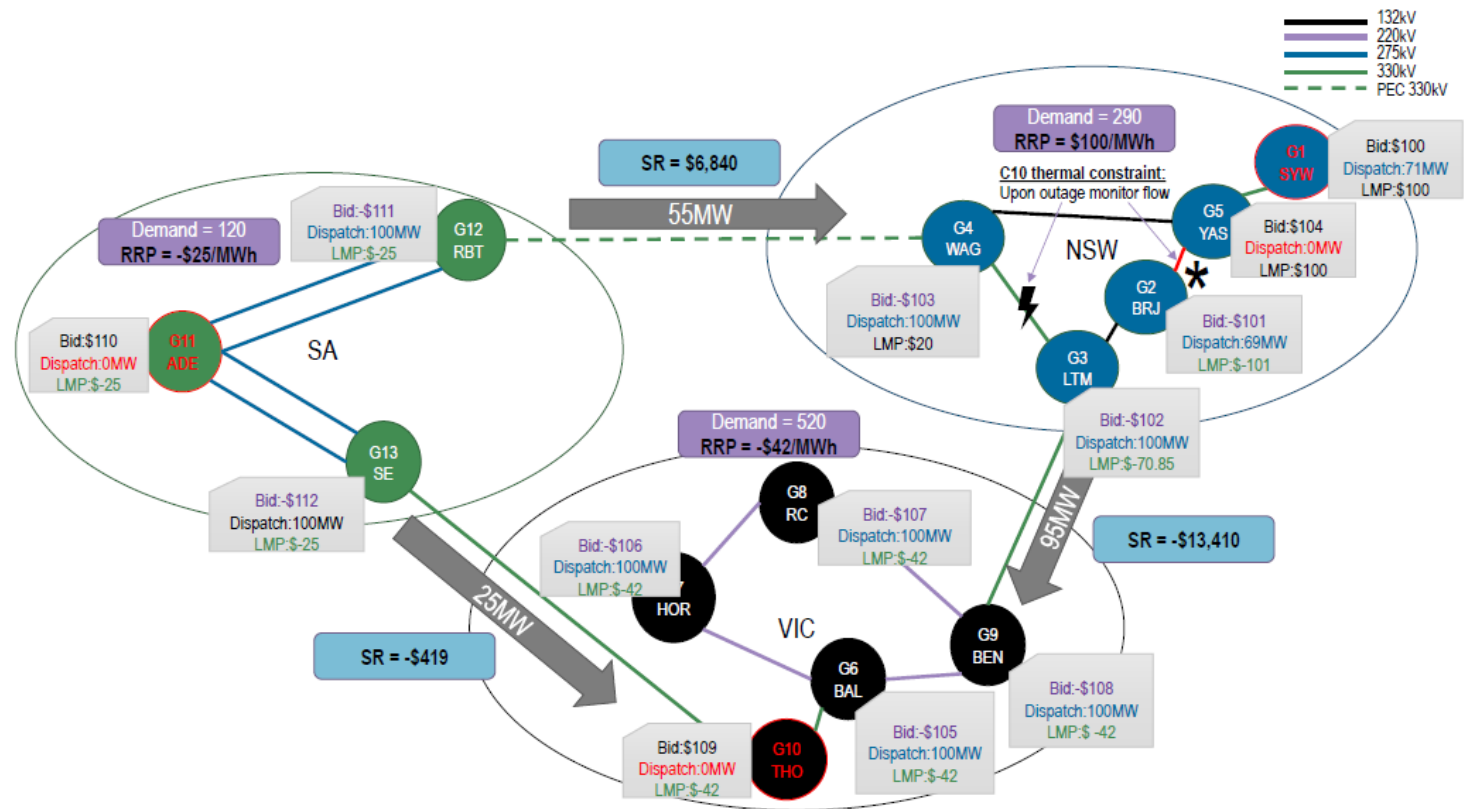 132kV
220kV
275kV
330kV
PEC 330kV
Demand = 290
RRP = $100/MWh
C10 thermal constraint:
Upon outage monitor flow
G1
SYW
Bid:$100
Dispatch:71MW
LMP:$100
SR = $6,840
55MW
Bid:-$111
Dispatch:100MW
LMP:$-25
G12
RBT
Demand = 120
RRP = -$25/MWh
G4
WAG
G5
YAS
NSW
Bid:$104
Dispatch:0MW
LMP:$100
Bid:-$103
Dispatch:100MW
LMP:$20
G2
BRJ
*
Bid:-$101
Dispatch:69MW
LMP:$-101
Bid:$110
Dispatch:0MW
LMP:$-25
G11
ADE
SA
G3
LTM
Bid:-$102
Dispatch:100MW
LMP:$-70.85
Demand = 520
RRP = -$42/MWh
G13
SE
Bid:-$112
Dispatch:100MW
LMP:$-25
G8
RC
Bid:-$107
Dispatch:100MW
LMP:$-42
95MW
SR = -$13,410
Bid:-$106
Dispatch:100MW
LMP:$-42
7
HOR
25MW
VIC
SR = -$419
G9
BEN
G6
BAL
Bid:-$108
Dispatch:100MW
LMP:$ -42
Bid:-$105
Dispatch:100MW
LMP:$-42
Bid:$109
Dispatch:0MW
LMP:$-42
G10
THO